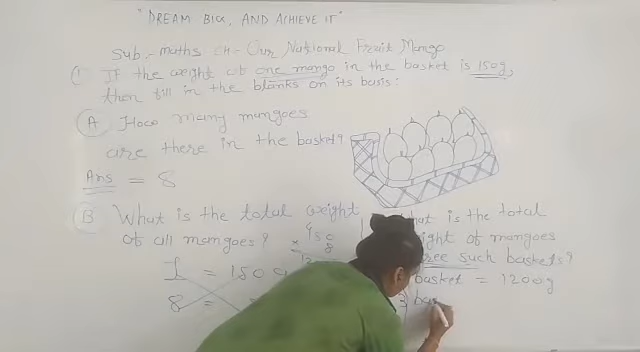 "DREAM BIG, AND ACHIEVE IT"
Sub.- maths CH- Our National Fruit Mango
① If the weight of one mango in the basket is 150g,
then fill in the blanks on its basis:
Ⓐ How many mangoes
are there in the basket?
Ans = 8
Ⓑ What is the total weight
of all mangoes?
150
× 8
1 = 150
8 =
is the total
of mangoes
such baskets?
basket = 1200g
3